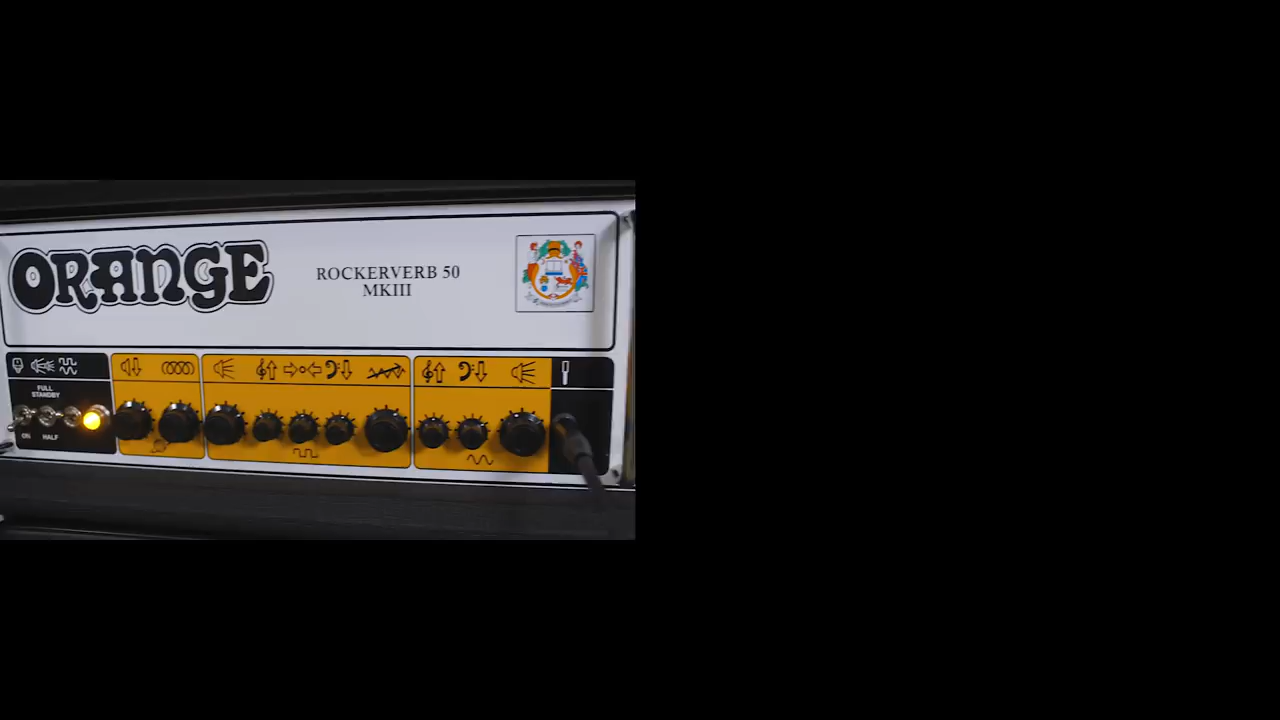 ORANGE
ROCKERVERB 50
MKIII
FULL
STANDBY
ON
HALF